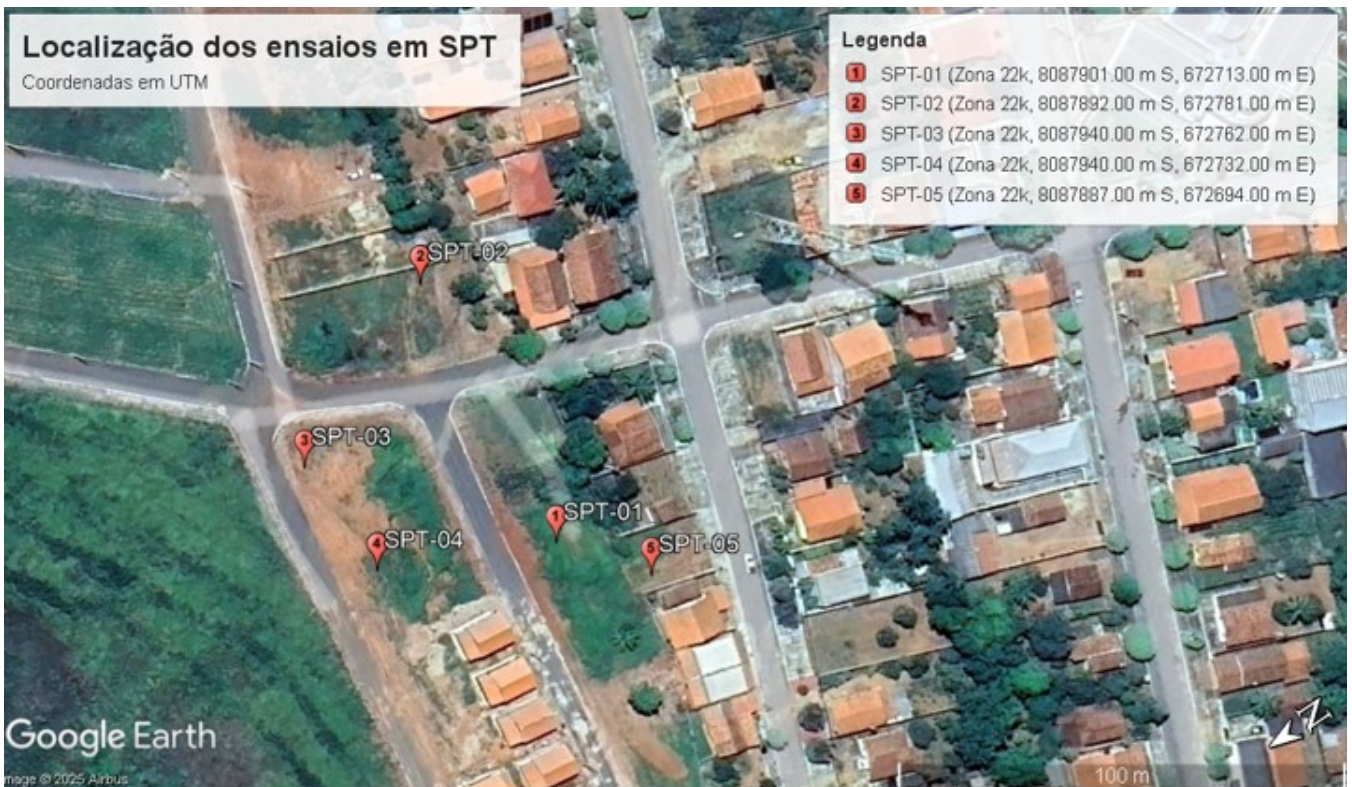 Localização dos ensaios em SPT
Coordenadas em UTM
Legenda
1 SPT-01 (Zona 22k, 8087901.00 m S, 672713.00 m E)
2 SPT-02 (Zona 22k, 8087892.00 m S, 672781.00 m E)
3 SPT-03 (Zona 22k, 8087940.00 m S, 672762.00 m E)
4 SPT-04 (Zona 22k, 8087940.00 m S, 672732.00 m E)
5 SPT-05 (Zona 22k, 8087887.00 m S, 672694.00 m E)
2 SPT-02
3 SPT-03
1 SPT-01
4 SPT-04
5 SPT-05
N
Google Earth
mage © 2025 Airbus
100 m